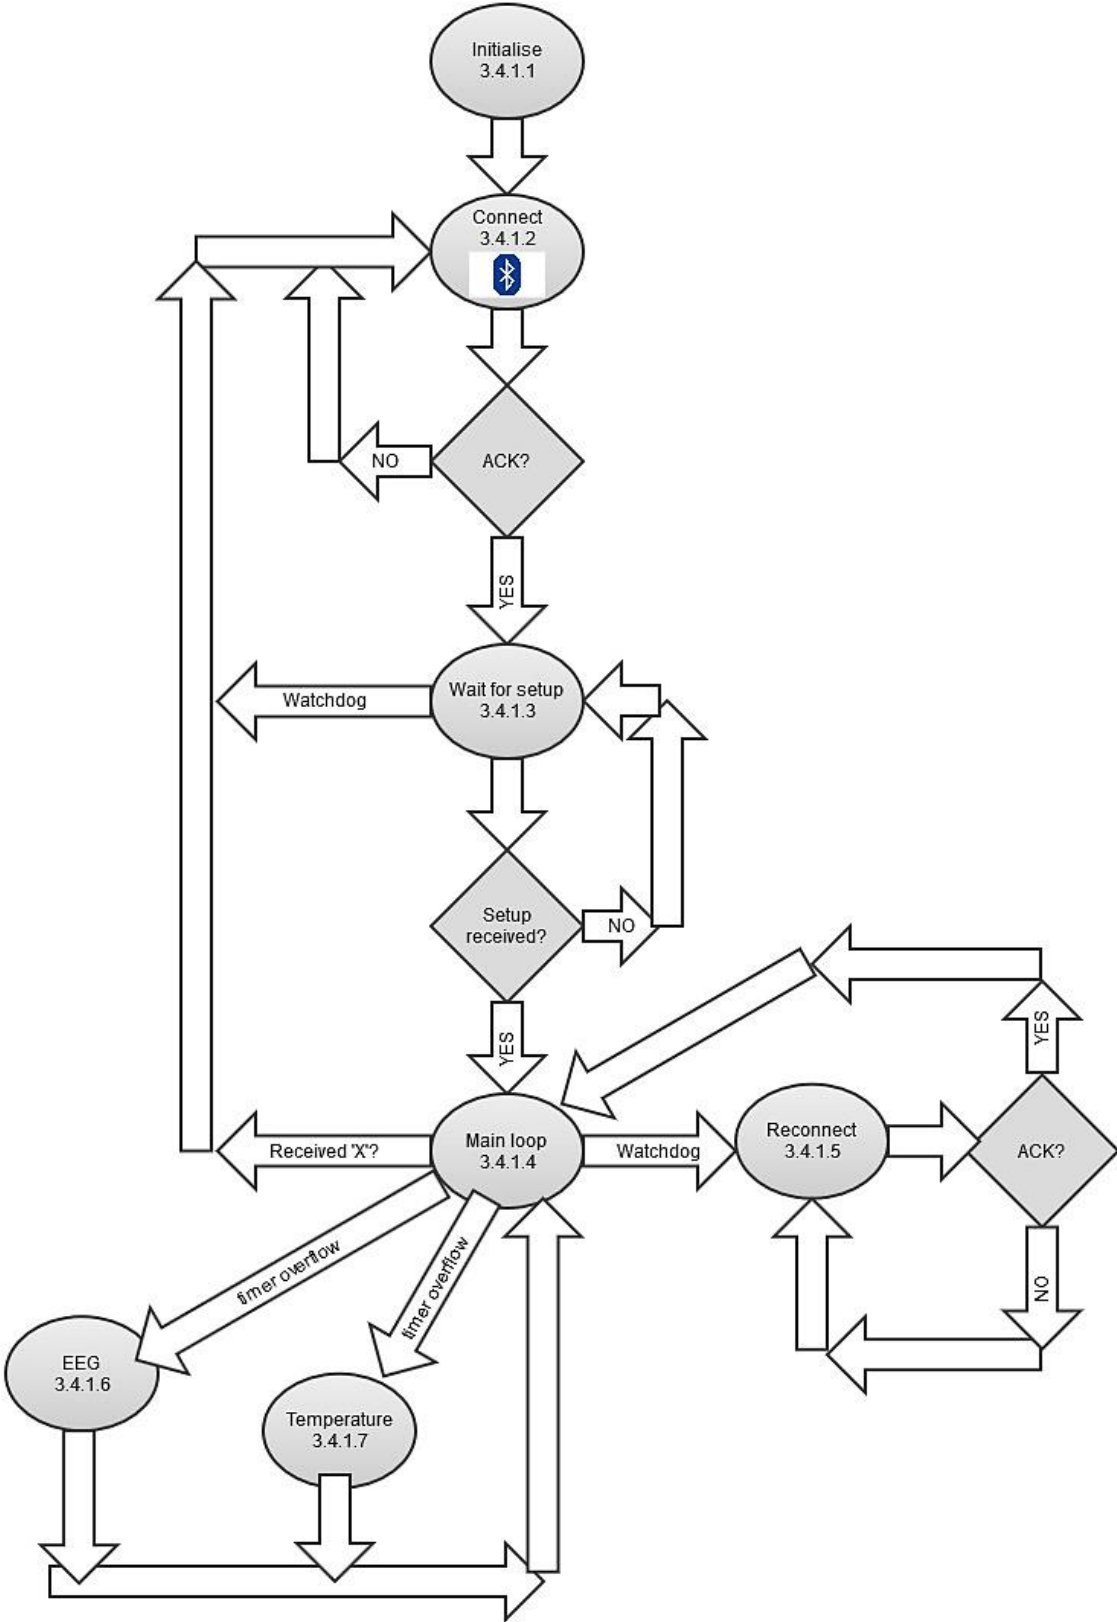 Initialise
3.4.1.1
Connect
3.4.1.2
NO
ACK?
YES
Watchdog
Wait for setup
3.4.1.3
Setup
received?
NO
YES
YES
Received 'X'?
Main loop
3.4.1.4
Watchdog
Reconnect
3.4.1.5
ACK?
timer overflow
timer overflow
NO
EEG
3.4.1.6
Temperature
3.4.1.7